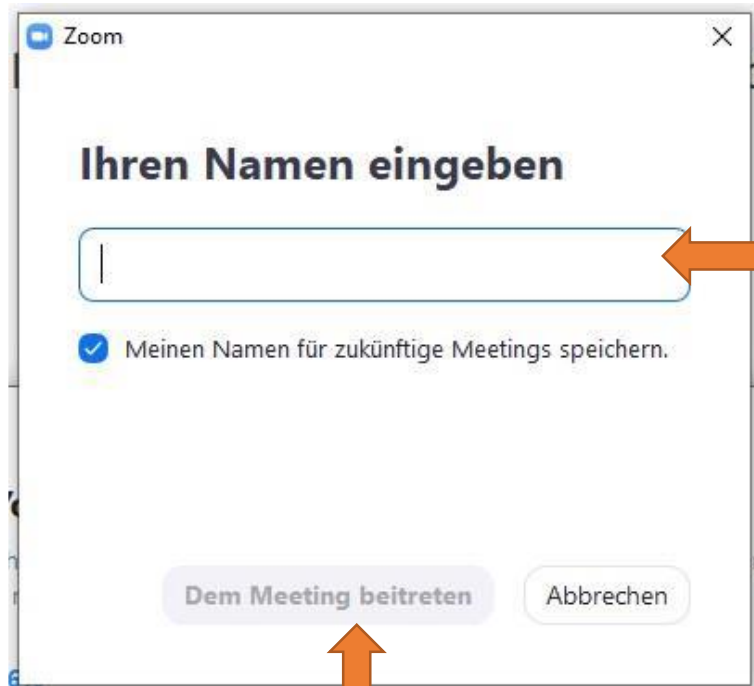 Zoom
Ihren Namen eingeben
Meinen Namen für zukünftige Meetings speichern.
Dem Meeting beitreten
Abbrechen